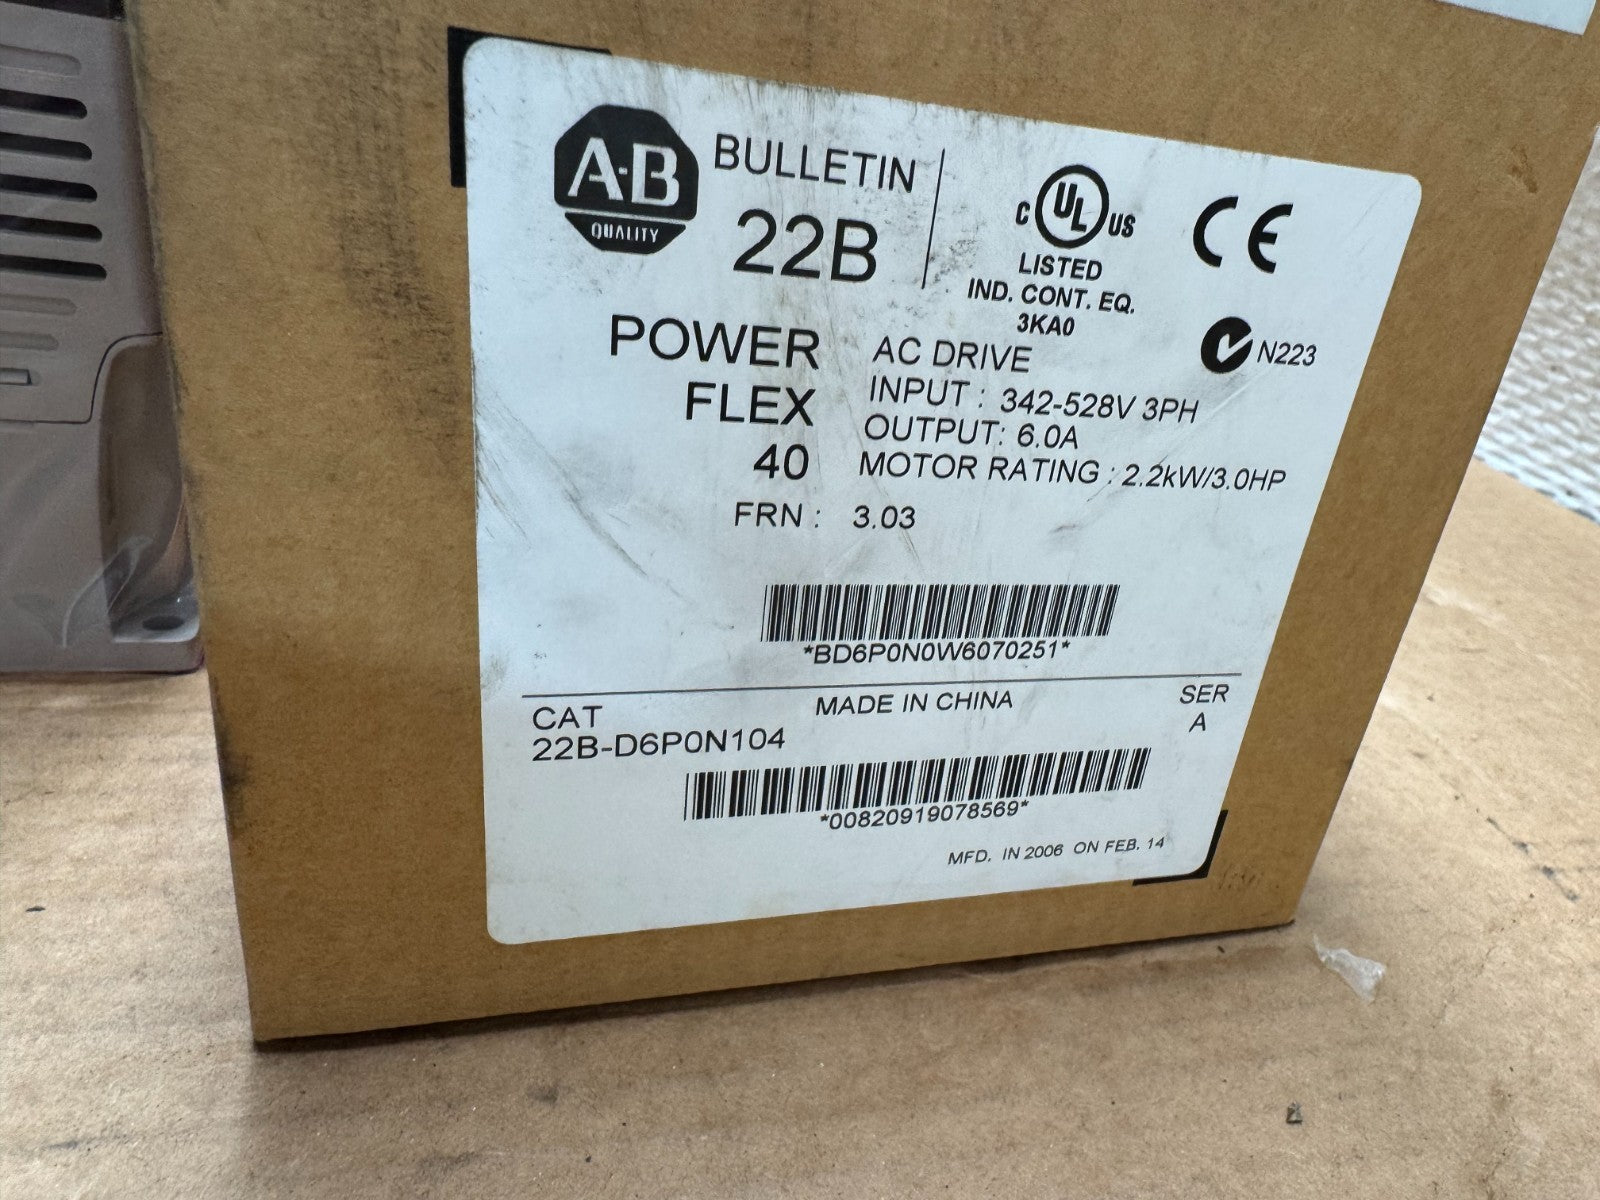 A-B
QUALITY
BULLETIN
22B
C UL US
LISTED
IND. CONT. EQ.
3KA0
CE
N223
POWER
FLEX
40
AC DRIVE
INPUT : 342-528V 3PH
OUTPUT: 6.0A
MOTOR RATING : 2.2kW/3.0HP
FRN : 3.03
*BD6P0N0W6070251*
CAT
22B-D6P0N104
MADE IN CHINA
SER
A
*00820919078569*
MFD. IN 2006 ON FEB. 14